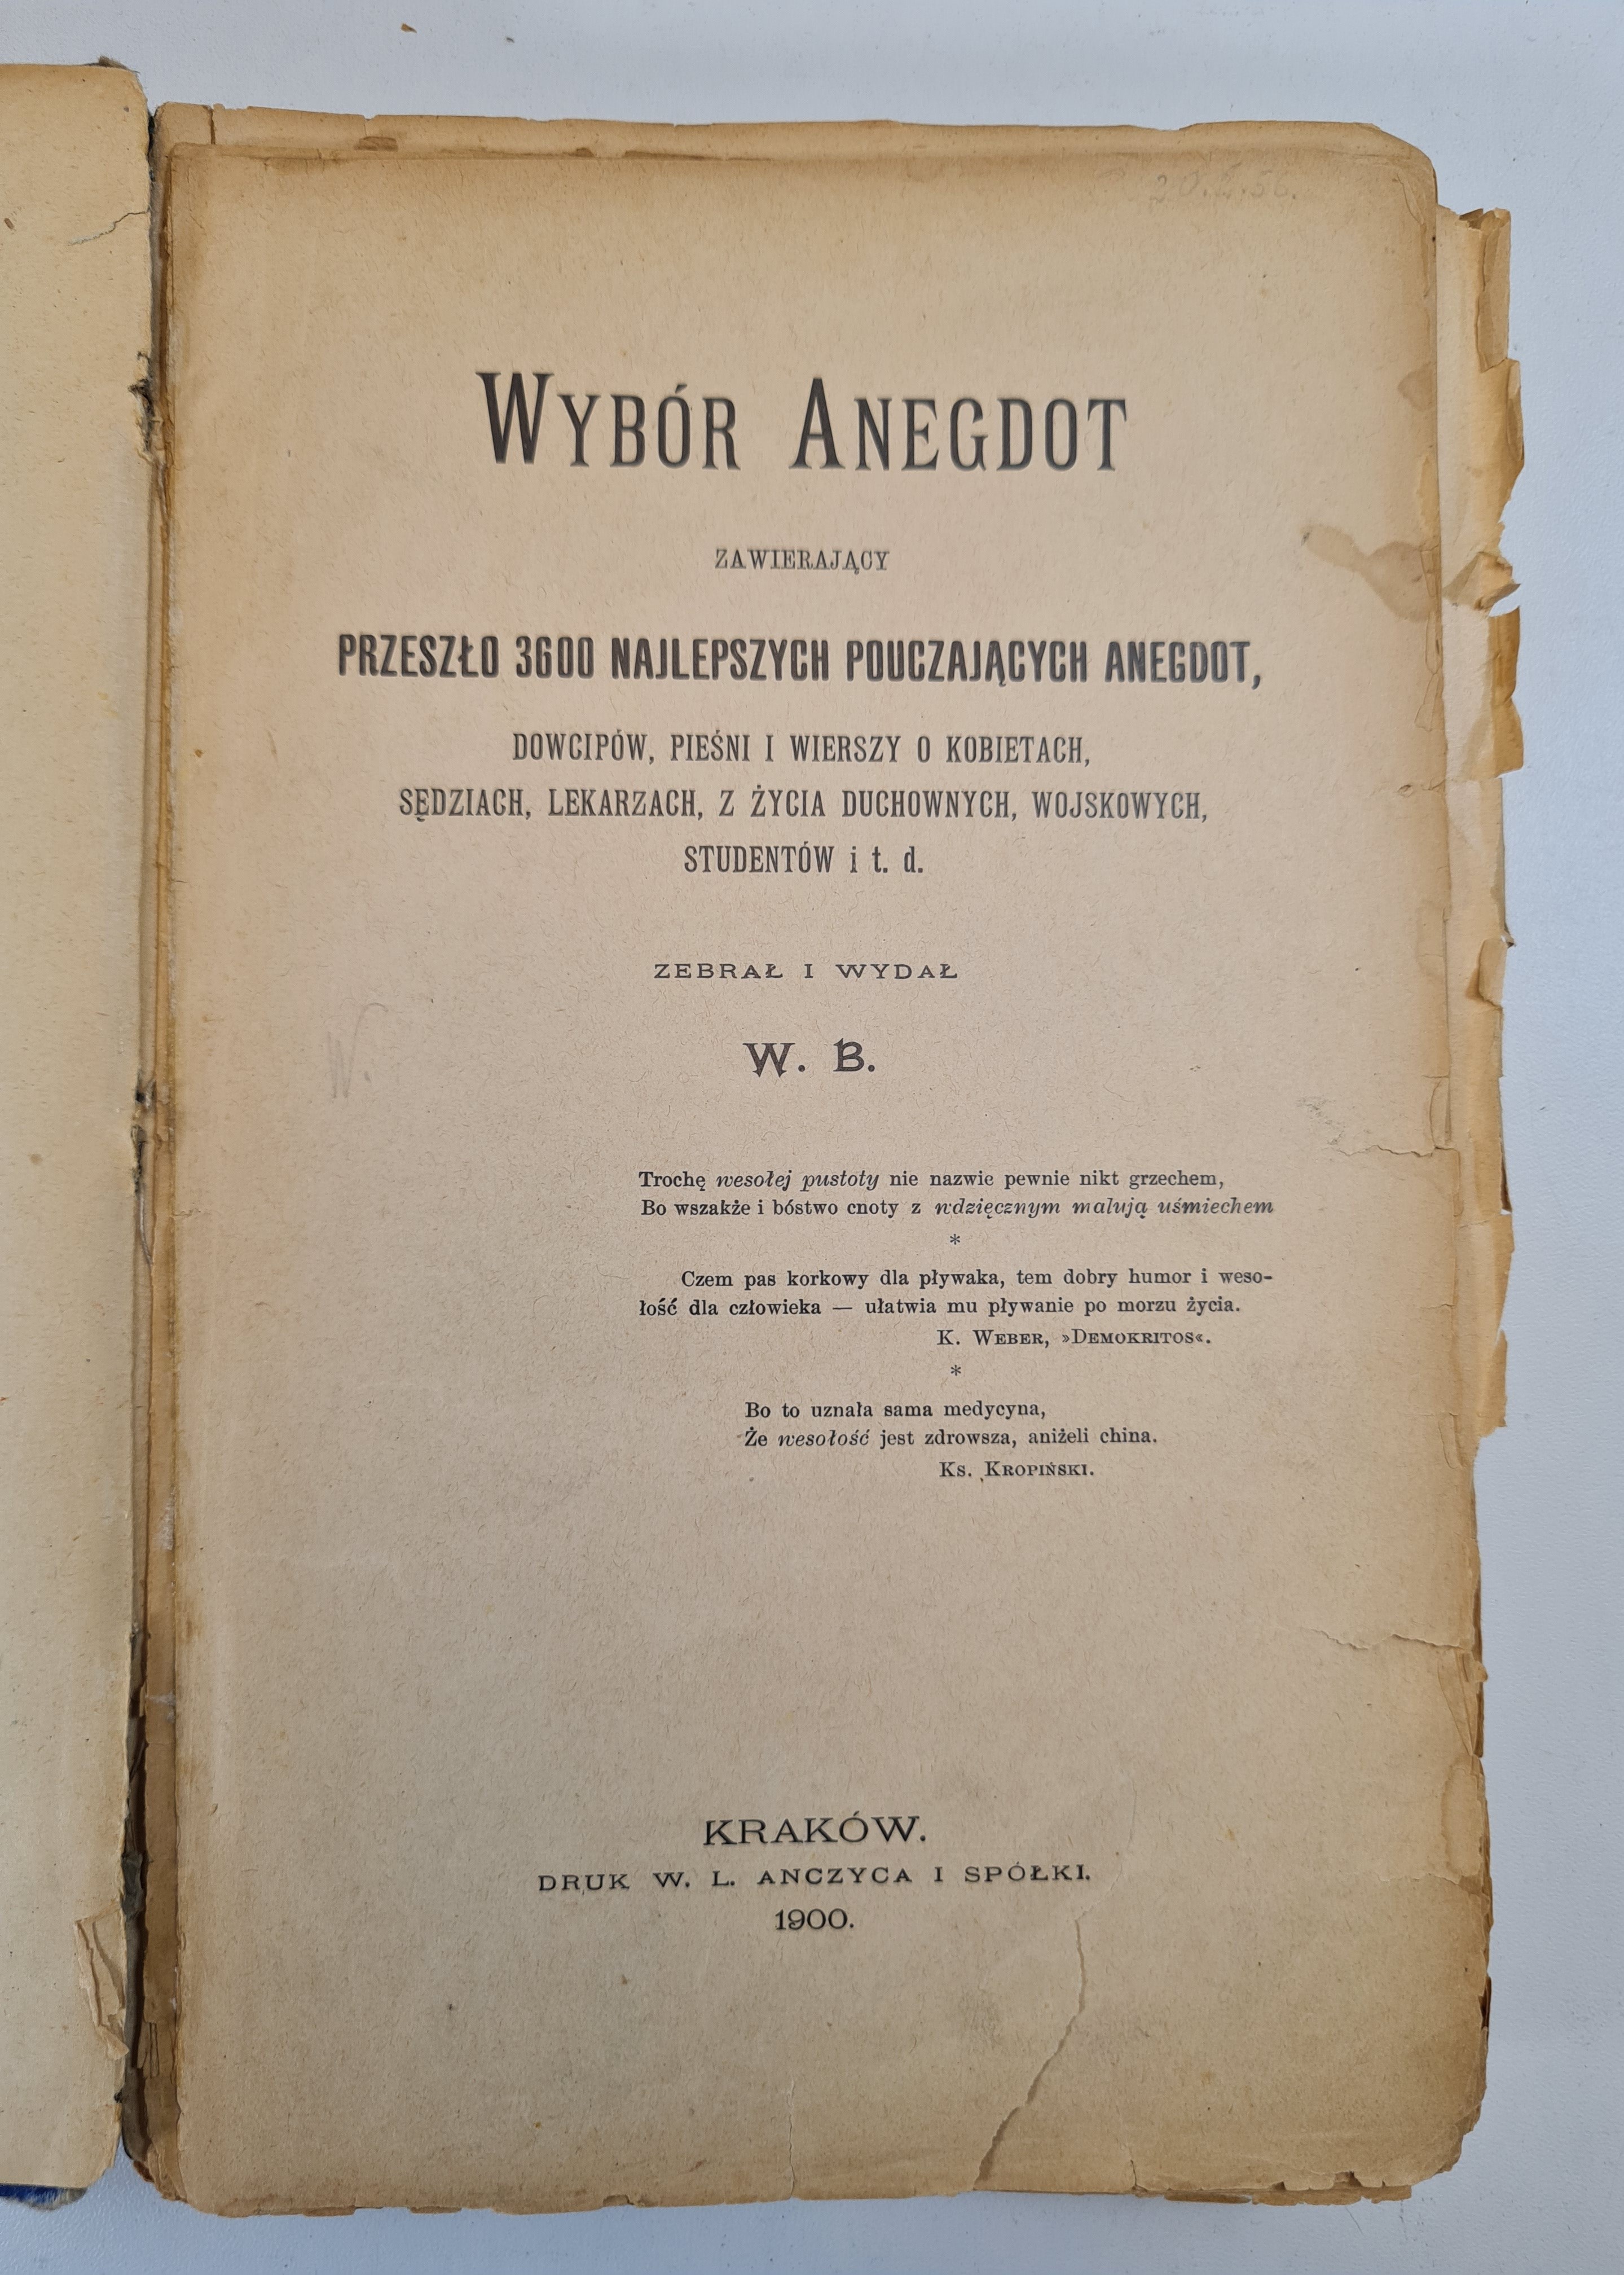 Wybór Anegdot
ZAWIERAJĄCY
PRZESZŁO 3600 NAJLEPSZYCH POUCZAJĄCYCH ANEGDOT,
DOWCIPÓW, PIEŚNI I WIERSZY O KOBIETACH,
SĘDZIACH, LEKARZACH, Z ŻYCIA DUCHOWNYCH, WOJSKOWYCH,
STUDENTÓW i t. d.
ZEBRAŁ I WYDAŁ
W. B.
Trochę wesołej pustoty nie nazwie pewnie nikt grzechem,
Bo wszakże i bóstwo cnoty z wdzięcznym malują uśmiechem
*
Czem pas korkowy dla pływaka, tem dobry humor i weso-
łość dla człowieka — ułatwia mu pływanie po morzu życia.
K. Weber, »Demokritos«.
*
Bo to uznała sama medycyna,
Że wesołość jest zdrowsza, aniżeli china.
Ks. Kropiński.
KRAKÓW.
DRUK W. L. ANCZYCA I SPÓŁKI.
1900.